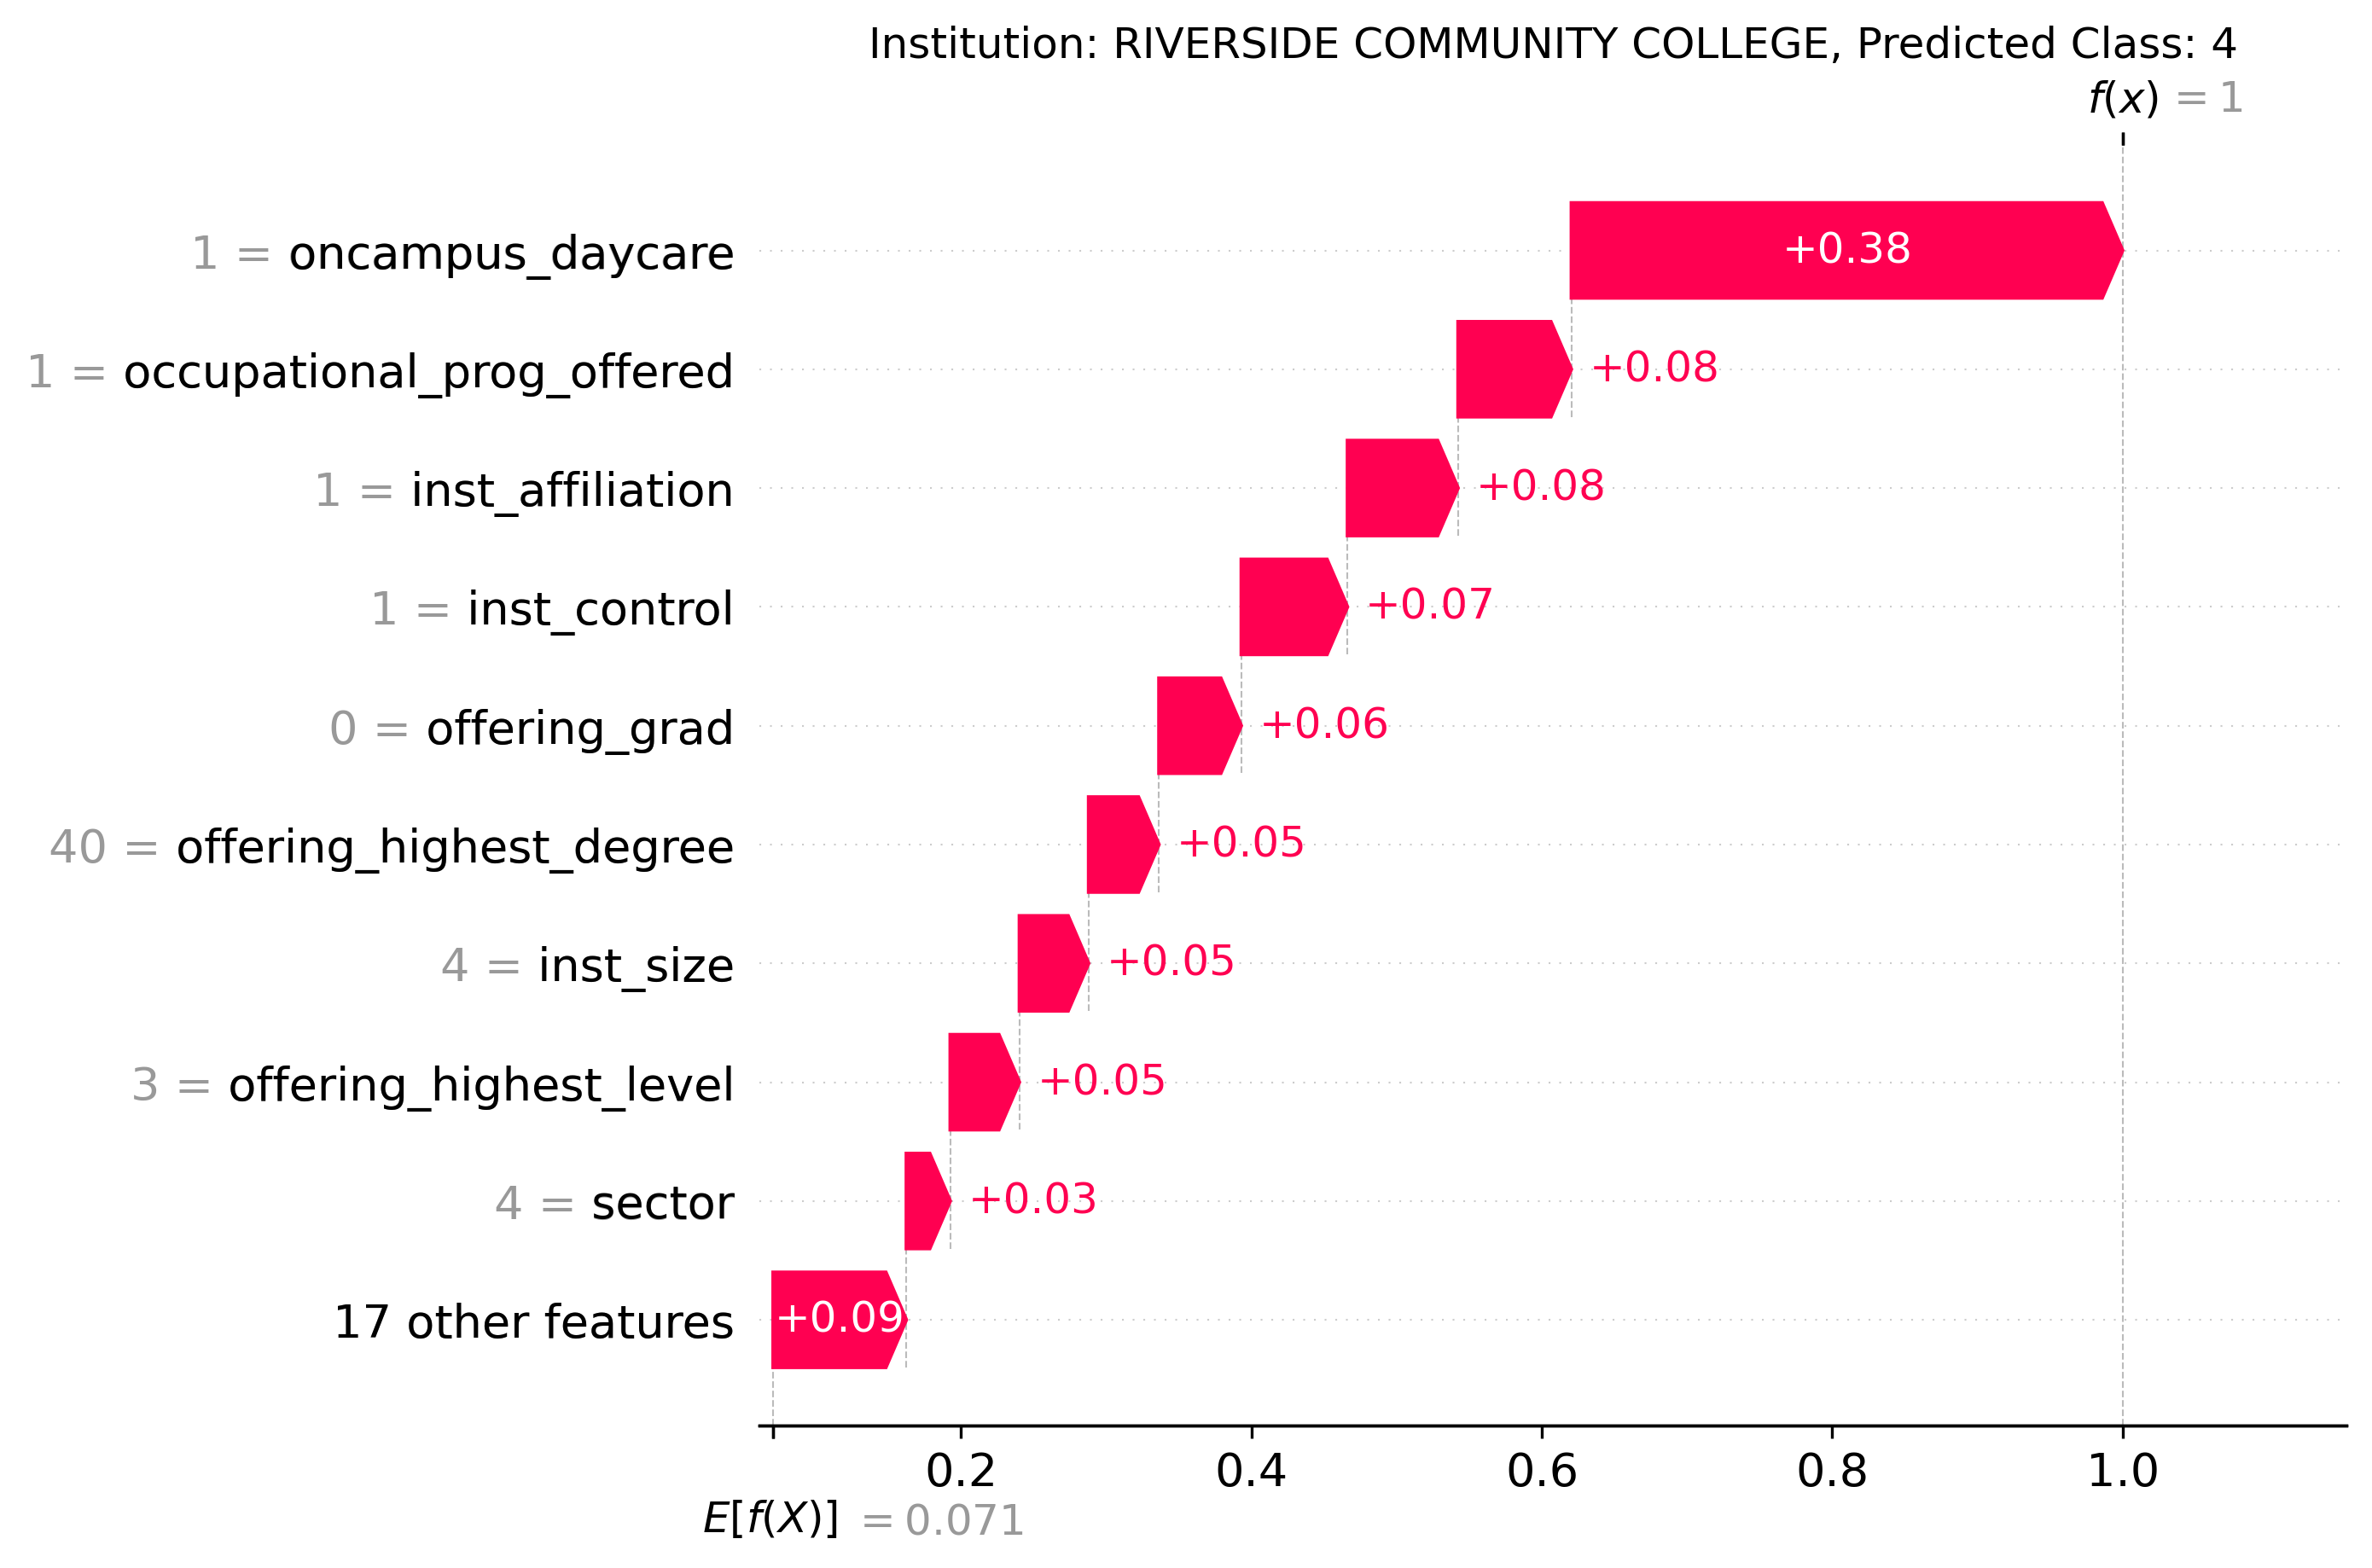 Institution: RIVERSIDE COMMUNITY COLLEGE, Predicted Class: 4
f(x) = 1
1 = oncampus_daycare +0.38
1 = occupational_prog_offered +0.08
1 = inst_affiliation +0.08
1 = inst_control +0.07
0 = offering_grad +0.06
40 = offering_highest_degree +0.05
4 = inst_size +0.05
3 = offering_highest_level +0.05
4 = sector +0.03
17 other features +0.09
0.2 0.4 0.6 0.8 1.0
E[f(X)] = 0.071